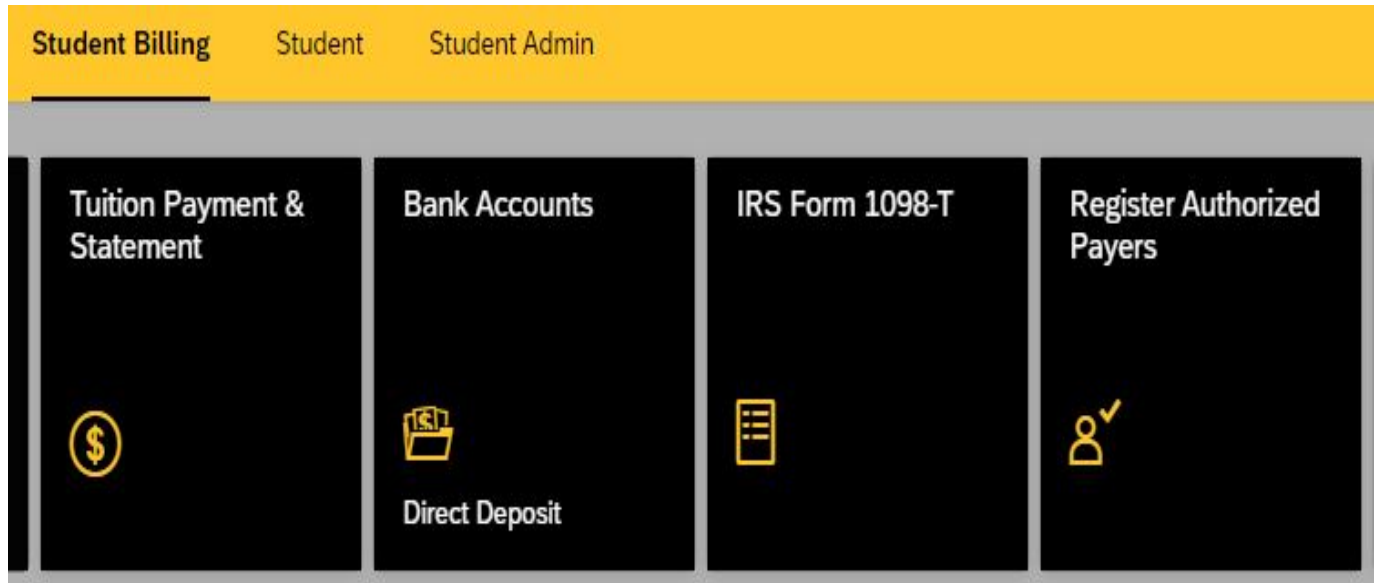 Student Billing Student Student Admin
Tuition Payment &
Statement
Bank Accounts
Direct Deposit
IRS Form 1098-T
Register Authorized
Payers